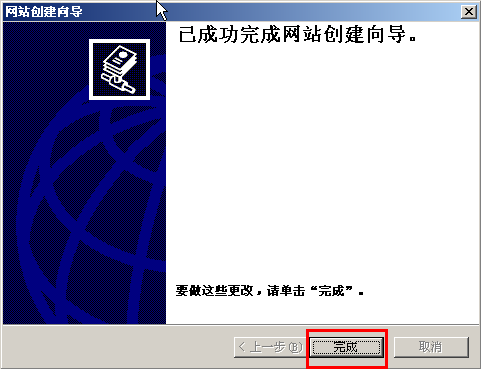 网站创建向导
已成功完成网站创建向导。
要做这些更改，请单击“完成”。
< 上一步(B)
完成
取消